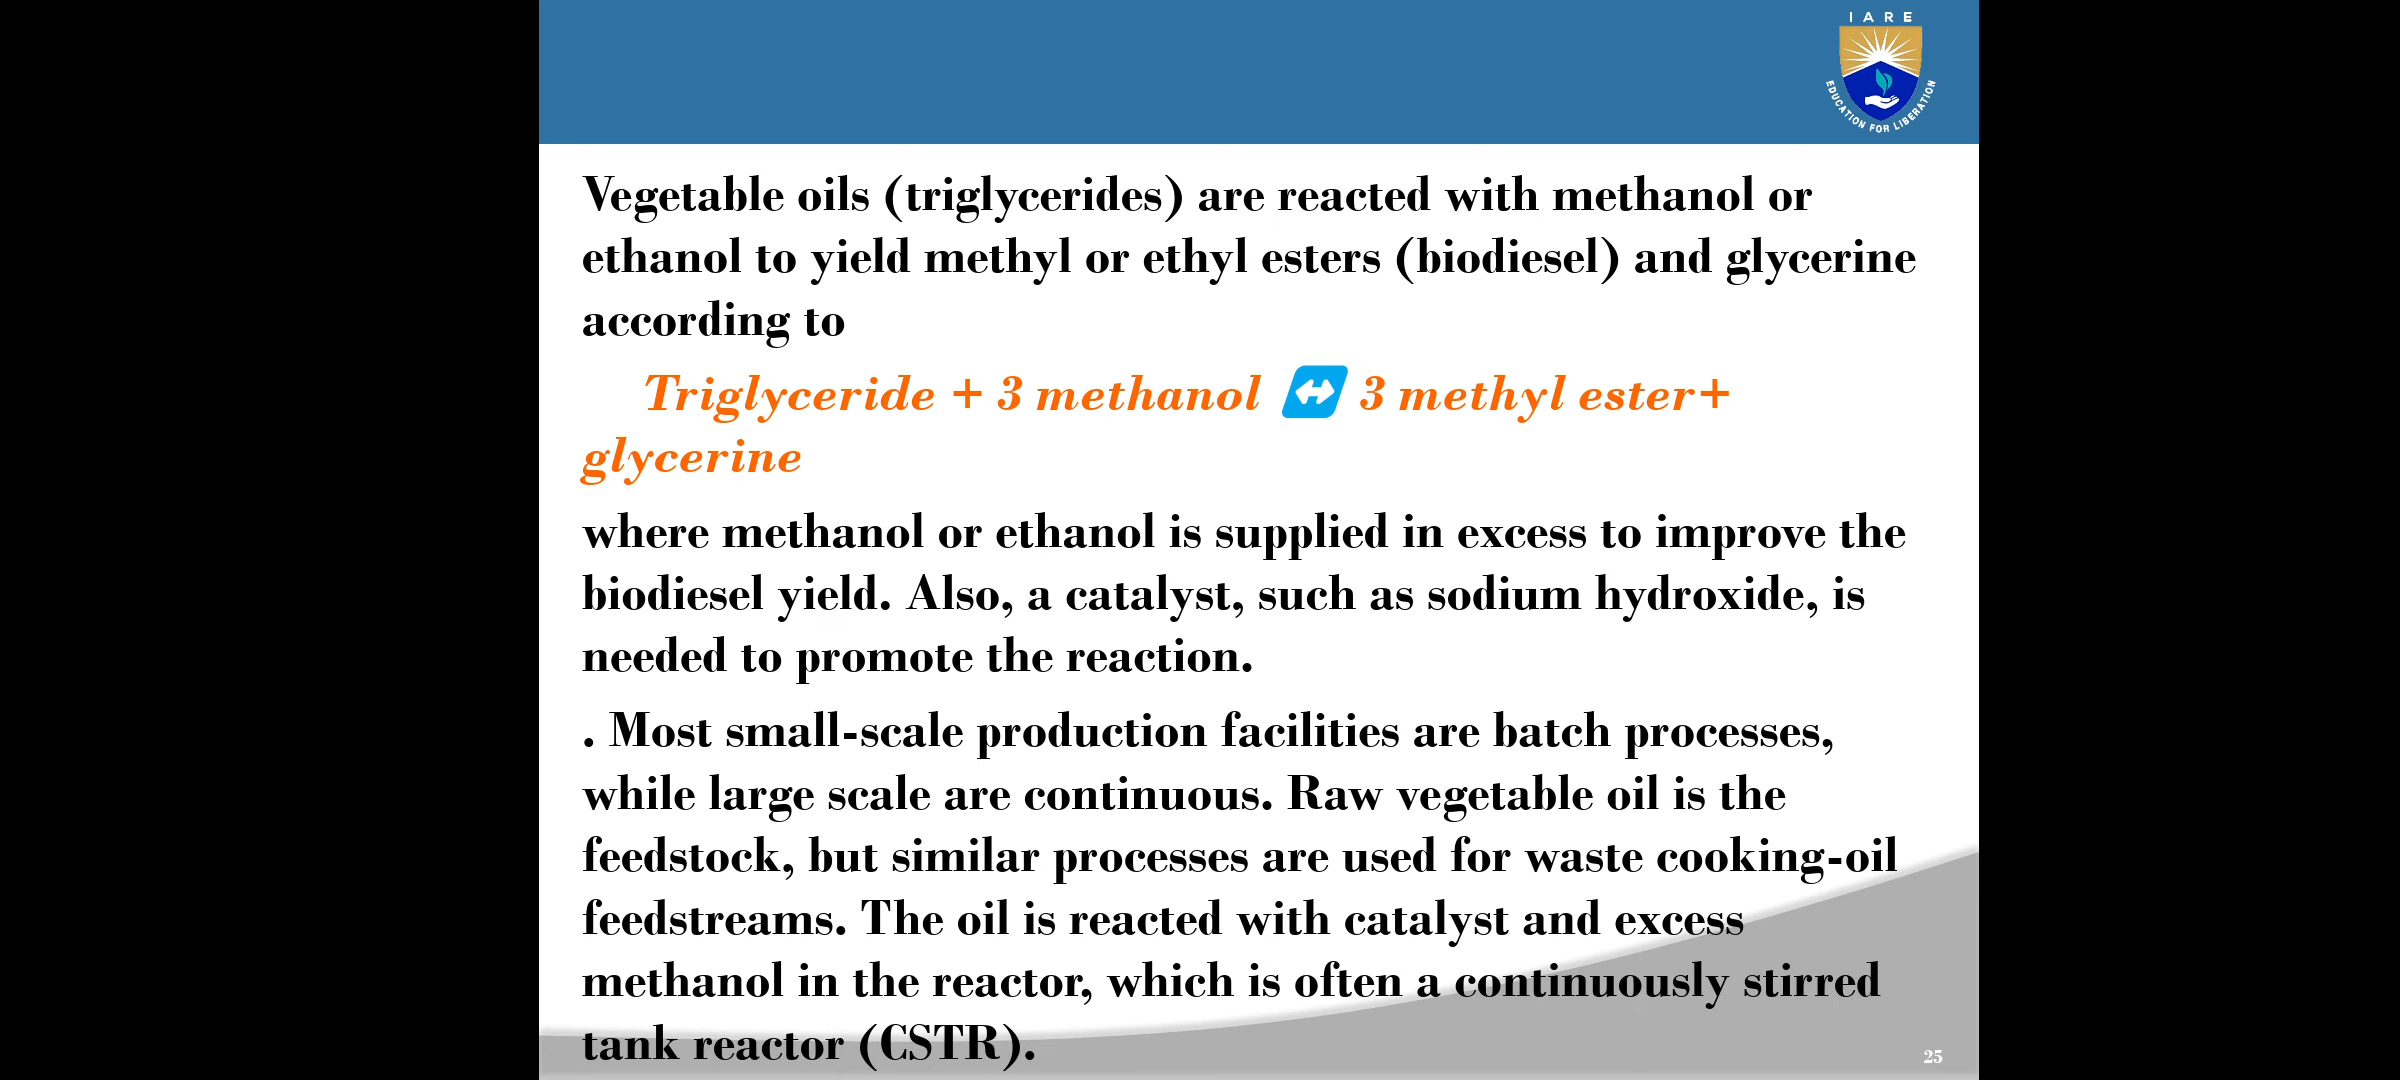 I A R E
EDUCATION FOR LIBERATION
Vegetable oils (triglycerides) are reacted with methanol or
ethanol to yield methyl or ethyl esters (biodiesel) and glycerine
according to
Triglyceride + 3 methanol ↔ 3 methyl ester+
glycerine
where methanol or ethanol is supplied in excess to improve the
biodiesel yield. Also, a catalyst, such as sodium hydroxide, is
needed to promote the reaction.
. Most small-scale production facilities are batch processes,
while large scale are continuous. Raw vegetable oil is the
feedstock, but similar processes are used for waste cooking-oil
feedstreams. The oil is reacted with catalyst and excess
methanol in the reactor, which is often a continuously stirred
tank reactor (CSTR).
25